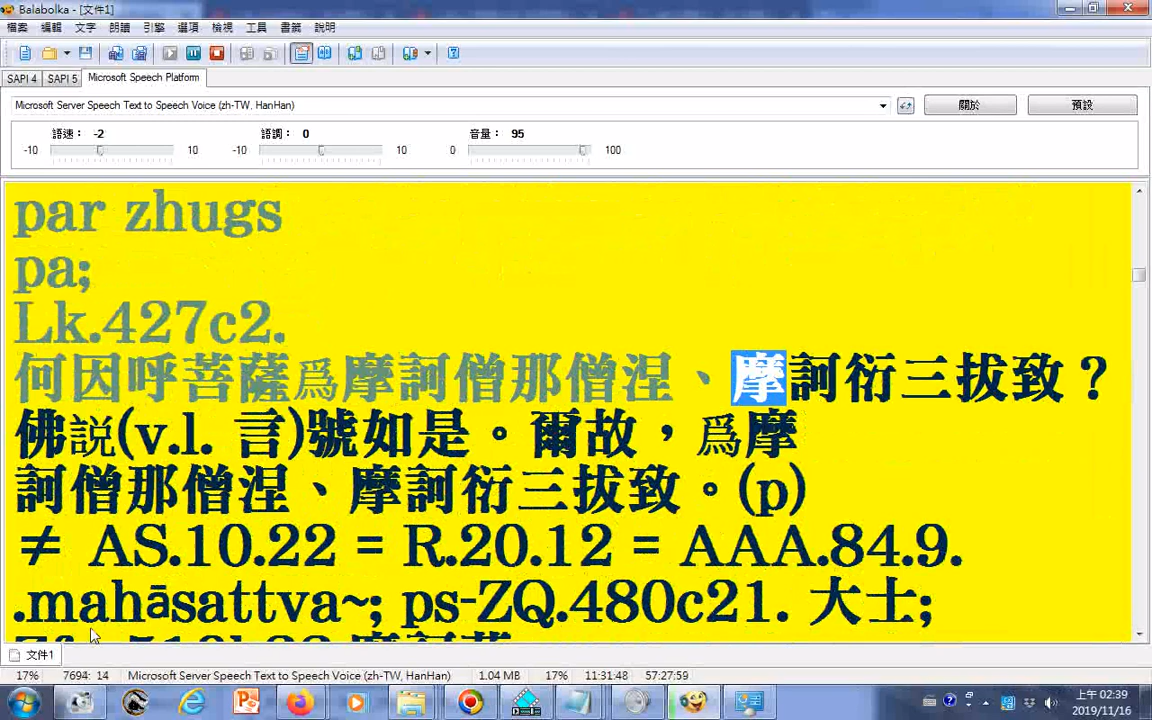 Balabolka - [文件1]
檔案 編輯 文字 朗讀 引擎 選項 檢視 工具 書籤 說明
SAPI 4 SAPI 5 Microsoft Speech Platform
Microsoft Server Speech Text to Speech Voice (zh-TW, HanHan) 關於 預設
語速： -2 語調： 0 音量： 95
-10 10 -10 10 0 100
par zhugs
pa;
Lk.427c2.
何因呼菩薩爲摩訶僧那僧涅、摩訶衍三拔致？
佛説(v.l. 言)號如是。爾故，爲摩
訶僧那僧涅、摩訶衍三拔致。(p)
≠ AS.10.22 = R.20.12 = AAA.84.9.
.mahāsattva~; ps-ZQ.480c21. 大士;
文件1
17% 7694: 14 Microsoft Server Speech Text to Speech Voice (zh-TW, HanHan) 1.04 MB 17% 11:31:48 57:27:59
上午 02:39
2019/11/16